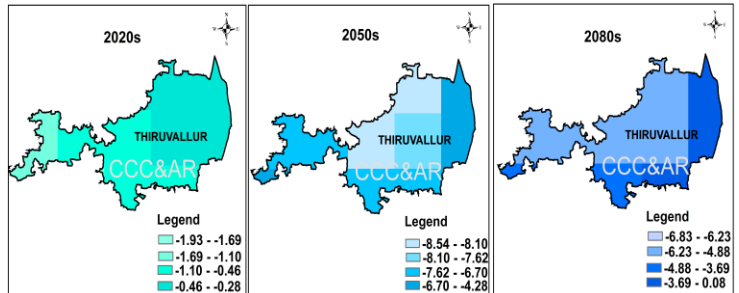 2020s
N
W E
S
THIRUVALLUR
CCC&AR
Legend
-1.93 - -1.69
-1.69 - -1.10
-1.10 - -0.46
-0.46 - -0.28
2050s
N
W E
S
THIRUVALLUR
CCC&AR
Legend
-8.54 - -8.10
-8.10 - -7.62
-7.62 - -6.70
-6.70 - -4.28
2080s
N
W E
S
THIRUVALLUR
CCC&AR
Legend
-6.83 - -6.23
-6.23 - -4.88
-4.88 - -3.69
-3.69 - 0.08